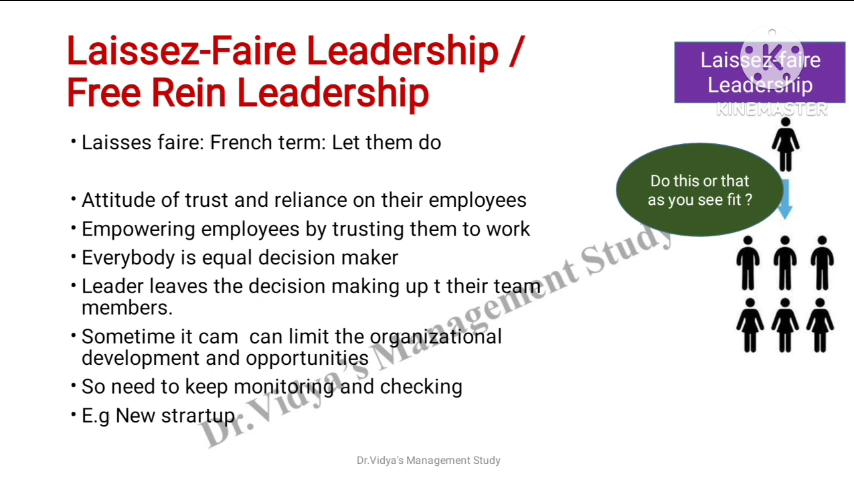 Laissez-Faire Leadership /
Free Rein Leadership
Laissez-faire
Leadership
KINEMASTER
• Laisses faire: French term: Let them do
• Attitude of trust and reliance on their employees
• Empowering employees by trusting them to work
• Everybody is equal decision maker
• Leader leaves the decision making up t their team
members.
• Sometime it cam  can limit the organizational
development and opportunities
• So need to keep monitoring and checking
• E.g New strartup
Do this or that
as you see fit ?
Dr.Vidya's Management Study
Dr.Vidya's Management Study